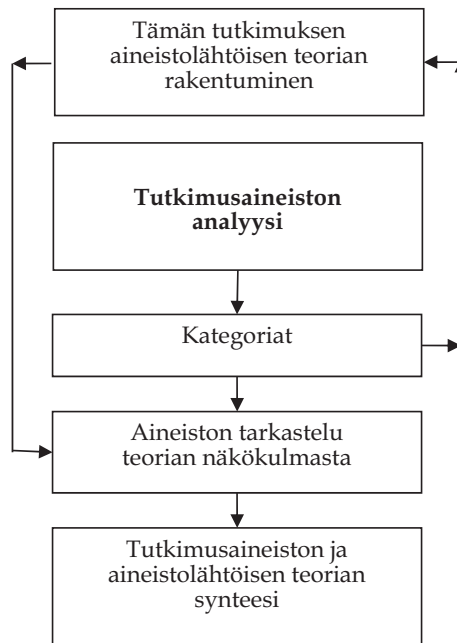 Tämän tutkimuksen
aineistolähtöisen teorian
rakentuminen
Tutkimusaineiston
analyysi
Kategoriat
Aineiston tarkastelu
teorian näkökulmasta
Tutkimusaineiston ja
aineistolähtöisen teorian
synteesi